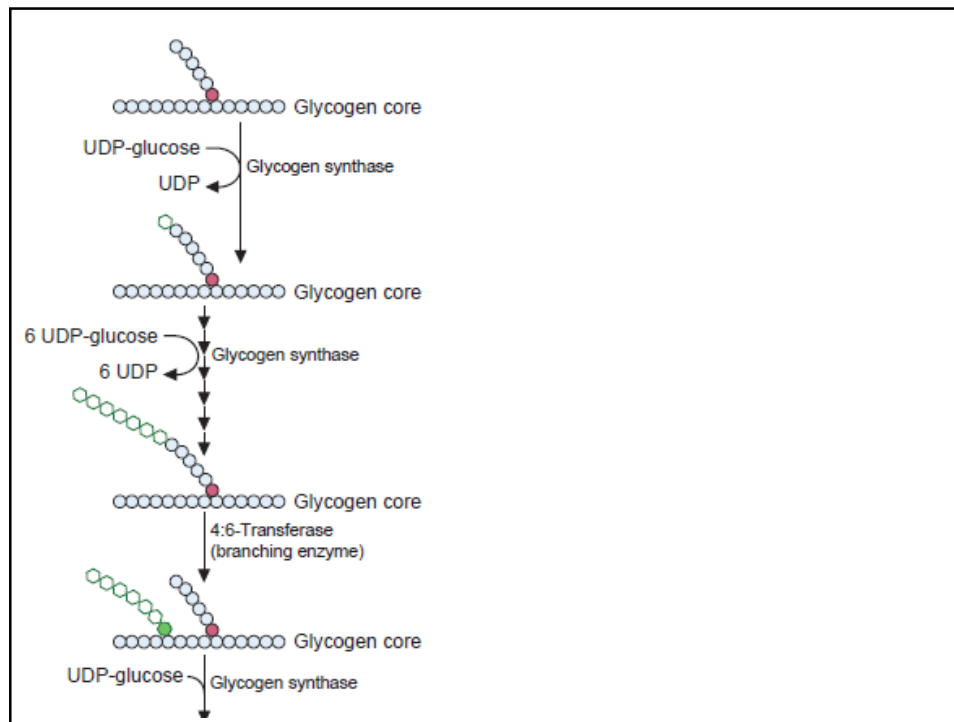 Glycogen core
UDP-glucose
Glycogen synthase
UDP
Glycogen core
6 UDP-glucose
Glycogen synthase
6 UDP
Glycogen core
4:6-Transferase
(branching enzyme)
Glycogen core
UDP-glucose
Glycogen synthase